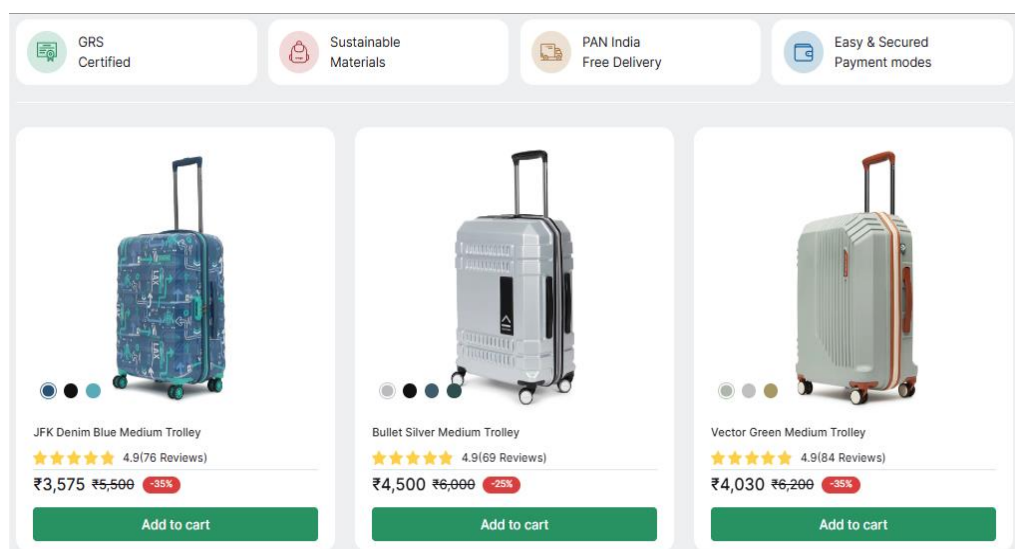 GRS
Certified
Sustainable
Materials
PAN India
Free Delivery
Easy & Secured
Payment modes
LAX
LAX
JFK Denim Blue Medium Trolley
4.9(76 Reviews)
₹3,575 ₹5,500 -35%
Add to cart
Bullet Silver Medium Trolley
4.9(69 Reviews)
₹4,500 ₹6,000 -25%
Add to cart
Vector Green Medium Trolley
4.9(84 Reviews)
₹4,030 ₹6,200 -35%
Add to cart